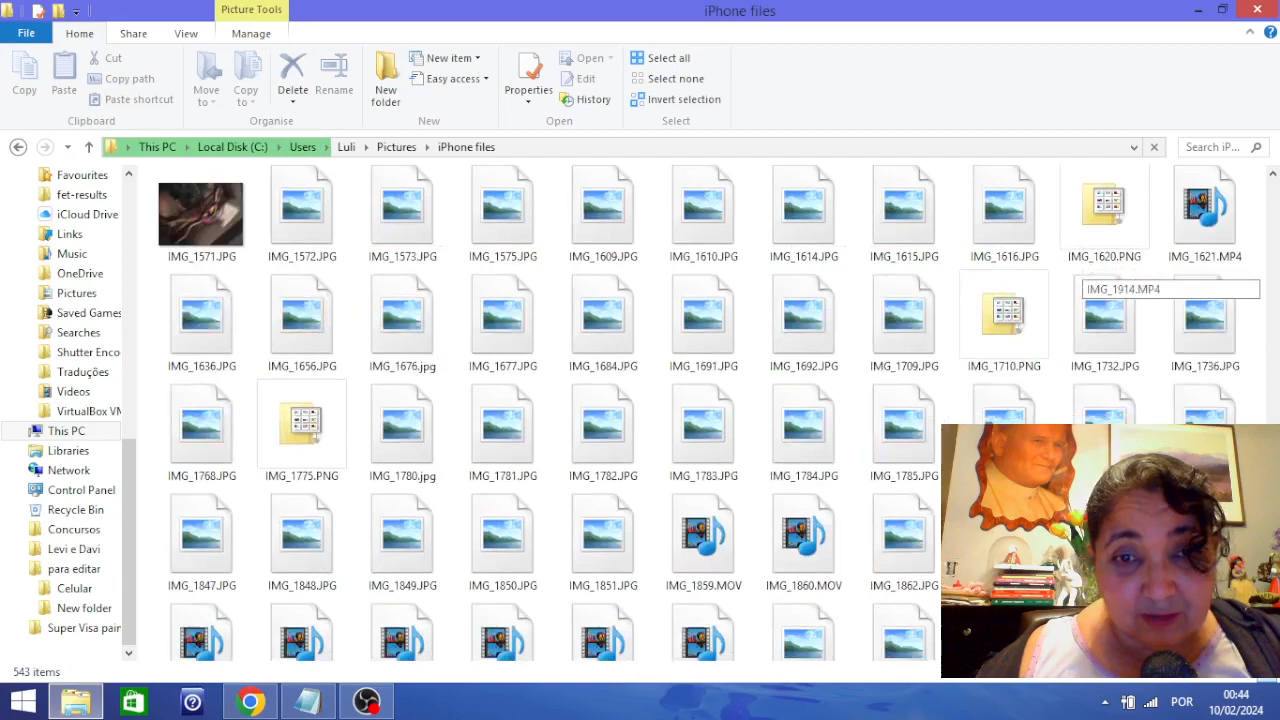 Picture Tools
iPhone files
File
Home
Share
View
Manage
Copy
Paste
Cut
Copy path
Paste shortcut
Move to
Copy to
Delete
Rename
New folder
New item
Easy access
Properties
Open
Edit
History
Select all
Select none
Invert selection
Clipboard
Organise
New
Open
Select
This PC
Local Disk (C:)
Users
Luli
Pictures
iPhone files
Search iP...
Favourites
fet-results
iCloud Drive
Links
Music
OneDrive
Pictures
Saved Games
Searches
Shutter Enco
Traduções
Videos
VirtualBox VM
This PC
Libraries
Network
Control Panel
Recycle Bin
Concursos
Levi e Davi
para editar
Celular
New folder
Super Visa pain
IMG_1571.JPG
IMG_1572.JPG
IMG_1573.JPG
IMG_1575.JPG
IMG_1609.JPG
IMG_1610.JPG
IMG_1614.JPG
IMG_1615.JPG
IMG_1616.JPG
IMG_1620.PNG
IMG_1621.MP4
IMG_1914.MP4
IMG_1636.JPG
IMG_1656.JPG
IMG_1676.jpg
IMG_1677.JPG
IMG_1684.JPG
IMG_1691.JPG
IMG_1692.JPG
IMG_1709.JPG
IMG_1710.PNG
IMG_1732.JPG
IMG_1736.JPG
IMG_1768.JPG
IMG_1775.PNG
IMG_1780.jpg
IMG_1781.JPG
IMG_1782.JPG
IMG_1783.JPG
IMG_1784.JPG
IMG_1785.JPG
IMG_1847.JPG
IMG_1848.JPG
IMG_1849.JPG
IMG_1850.JPG
IMG_1851.JPG
IMG_1859.MOV
IMG_1860.MOV
IMG_1862.JPG
543 items
POR
00:44
10/02/2024